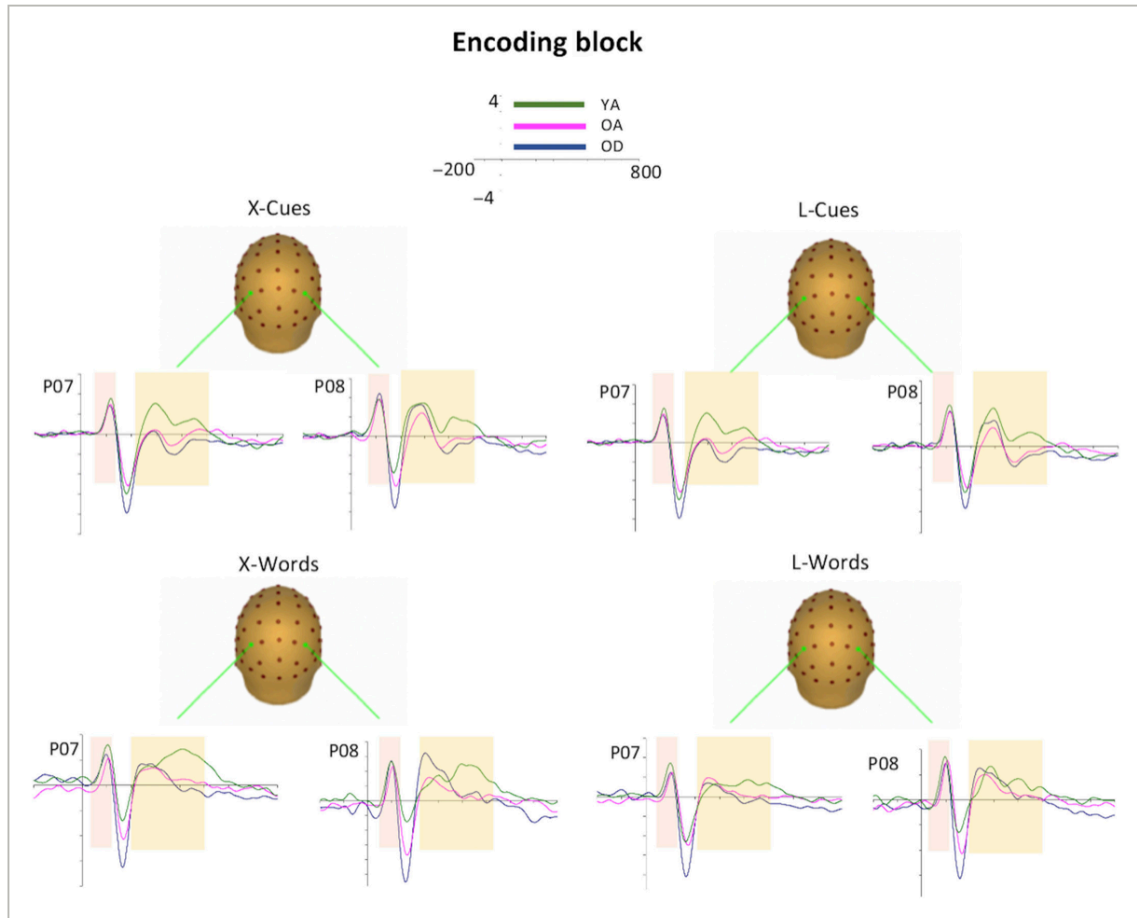 Encoding block
4
YA
OA
OD
−200
800
−4
X-Cues
L-Cues
P07
P08
P07
P08
X-Words
L-Words
P07
P08
P07
P08